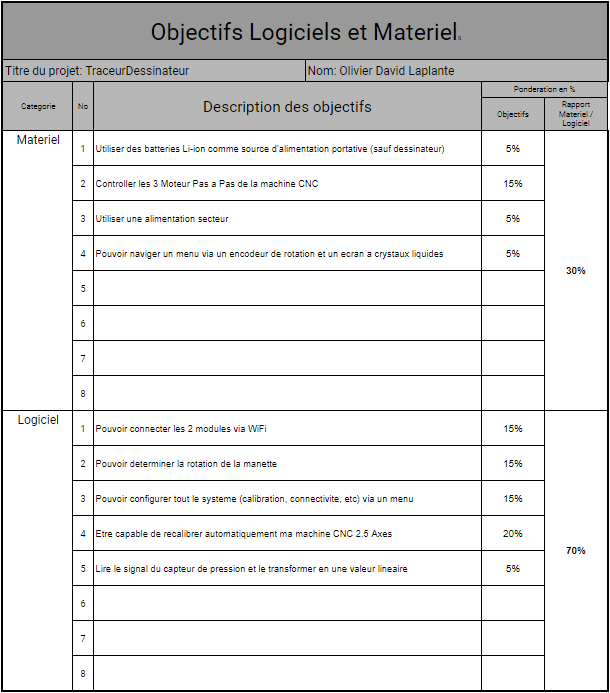 Objectifs Logiciels et Materiels
Titre du projet: TraceurDessinateur
Nom: Olivier David Laplante
Categorie
No
Description des objectifs
Ponderation en %
Objectifs
Rapport
Materiel /
Logiciel
Materiel
1 Utiliser des batteries Li-ion comme source d'alimentation portative (sauf dessinateur) 5%
2 Controller les 3 Moteur Pas a Pas de la machine CNC 15%
3 Utiliser une alimentation secteur 5%
4 Pouvoir naviger un menu via un encodeur de rotation et un ecran a crystaux liquides 5%
30%
5
6
7
8
Logiciel
1 Pouvoir connecter les 2 modules via WiFi 15%
2 Pouvoir determiner la rotation de la manette 15%
3 Pouvoir configurer tout le systeme (calibration, connectivite, etc) via un menu 15%
4 Etre capable de recalibrer automatiquement ma machine CNC 2.5 Axes 20%
70%
5 Lire le signal du capteur de pression et le transformer en une valeur lineaire 5%
6
7
8